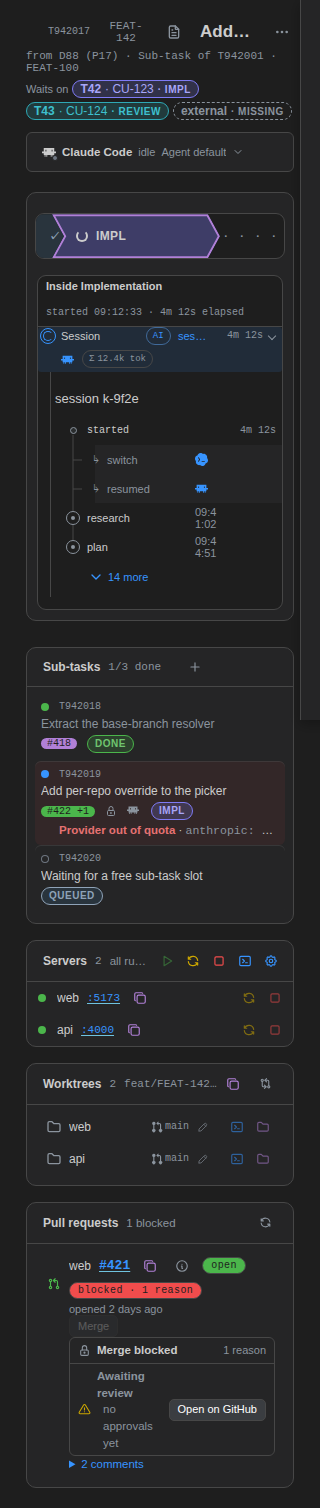 T942017 FEAT-142 Add… ···
from D88 (P17) · Sub-task of T942001 ·
FEAT-100
Waits on T42 · CU-123 · IMPL
T43 · CU-124 · REVIEW external · MISSING
Claude Code idle Agent default
✓ IMPL · · · ·
Inside Implementation
started 09:12:33 · 4m 12s elapsed
Session AI ses… 4m 12s
Σ 12.4k tok
session k-9f2e
started 4m 12s
↳ switch
↳ resumed
research 09:41:02
plan 09:44:51
14 more
Sub-tasks 1/3 done +
T942018
Extract the base-branch resolver
#418 DONE
T942019
Add per-repo override to the picker
#422 +1 IMPL
Provider out of quota · anthropic: …
T942020
Waiting for a free sub-task slot
QUEUED
Servers 2 all ru…
web :5173
api :4000
Worktrees 2 feat/FEAT-142…
web main
api main
Pull requests 1 blocked
web #421 open
blocked · 1 reason
opened 2 days ago
Merge
Merge blocked 1 reason
Awaiting
review
no
approvals
yet
Open on GitHub
2 comments